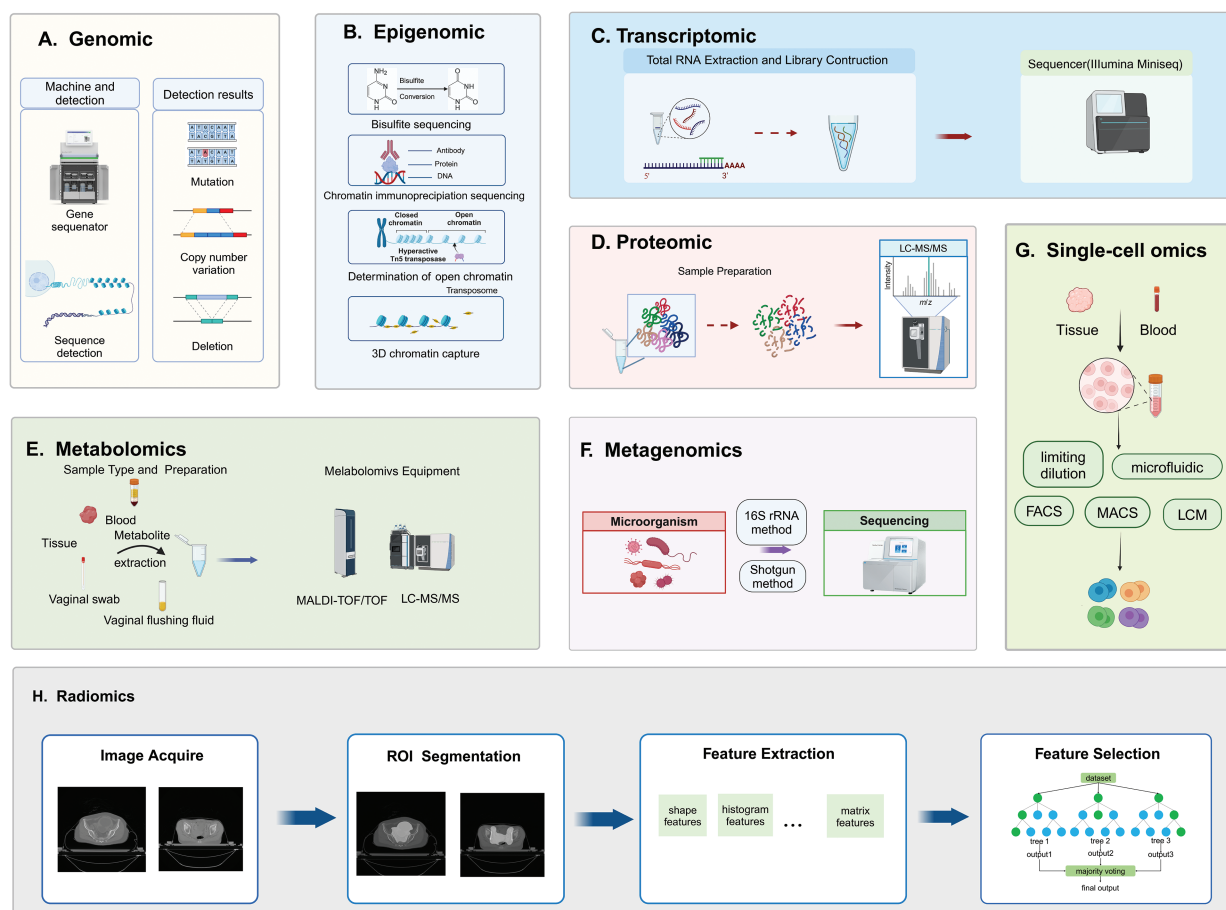 A. Genomic
Machine and
detection
Gene
sequenator
Sequence
detection
Detection results
A T G C A A T
T A C G T T A
A T A C A A T
T A T G T T A
Mutation
Copy number
variation
Deletion
B. Epigenomic
NH₂
N
N
H
O
Bisulfite
Conversion
O
NH
N
H
O
Bisulfite sequencing
Antibody
Protein
DNA
Chromatin immunoprecipiation sequencing
Closed
chromatin
Open
chromatin
Hyperactive
Tn5 transposase
Determination of open chromatin
Transposome
3D chromatin capture
C. Transcriptomic
Total RNA Extraction and Library Contruction
AAAA
5'
3'
Sequencer(Illumina Miniseq)
D. Proteomic
Sample Preparation
LC-MS/MS
Intensity
m/z
E. Metabolomics
Sample Type and Preparation
Blood
Tissue
Metabolite
extraction
Vaginal swab
Vaginal flushing fluid
Melabolomivs Equipment
MALDI-TOF/TOF
LC-MS/MS
F. Metagenomics
Microorganism
16S rRNA
method
Shotgun
method
Sequencing
G. Single-cell omics
Tissue
Blood
limiting
dilution
microfluidic
FACS
MACS
LCM
H. Radiomics
Image Acquire
ROI Segmentation
Feature Extraction
shape
features
histogram
features
...
matrix
features
Feature Selection
dataset
tree 1
tree 2
tree 3
output1
output2
output3
majority voting
final output